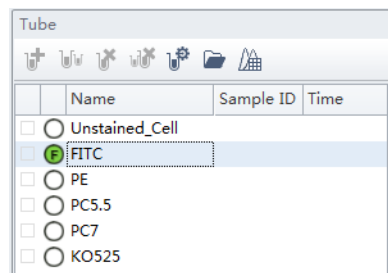 Tube
Name Sample ID Time
Unstained_Cell
F FITC
PE
PC5.5
PC7
KO525